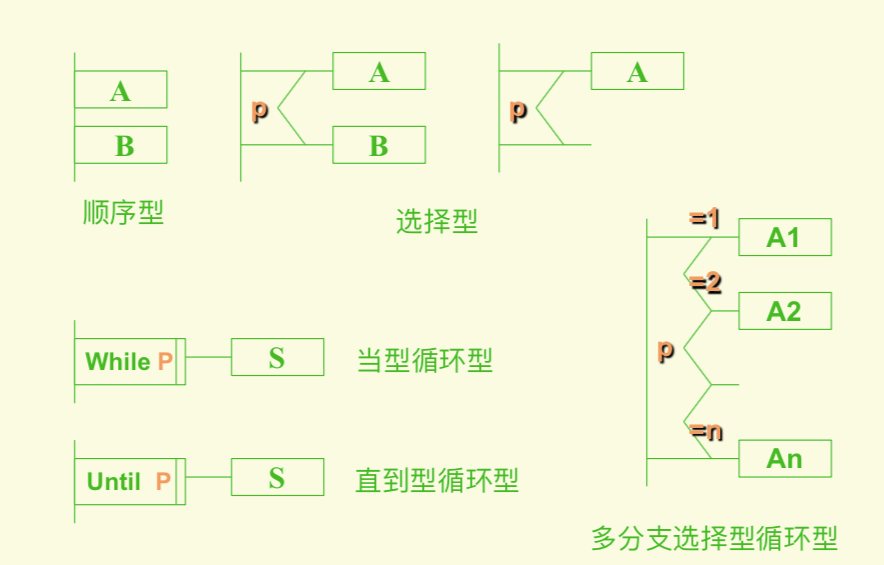 A
B
顺序型
p
A
B
p
A
选择型
While P
S
当型循环型
Until P
S
直到型循环型
=1
A1
=2
A2
p
=n
An
多分支选择型循环型